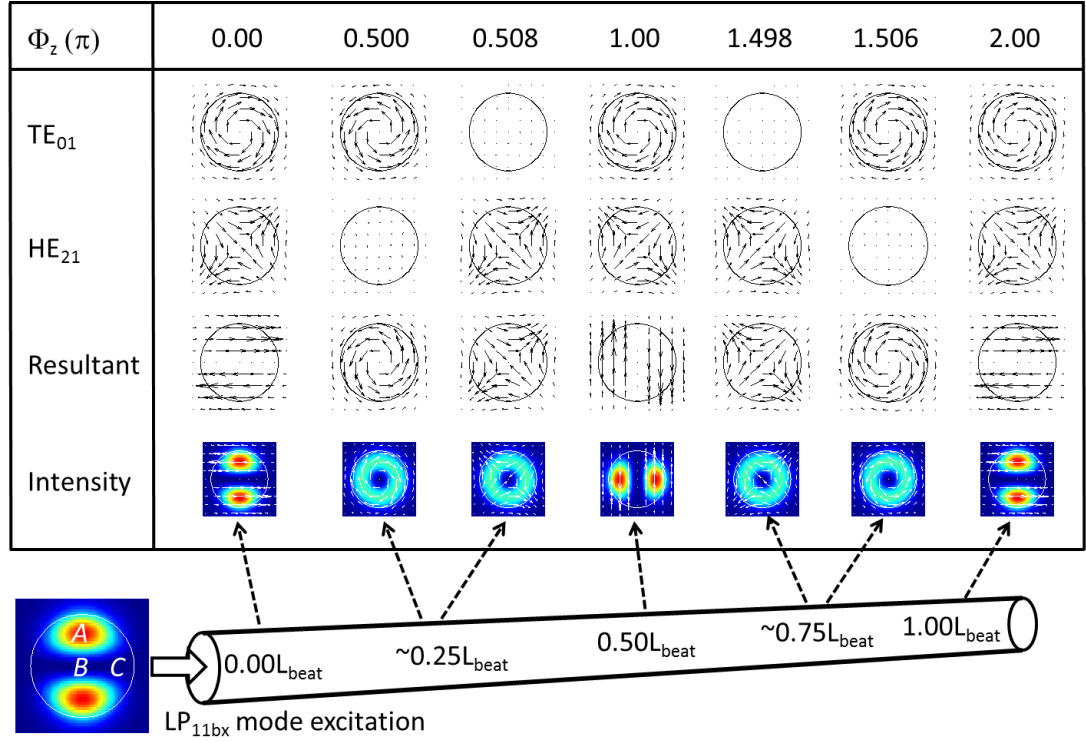 Φz (π) 0.00 0.500 0.508 1.00 1.498 1.506 2.00
TE01
HE21
Resultant
Intensity
A
B C
0.00Lbeat ~0.25Lbeat 0.50Lbeat ~0.75Lbeat 1.00Lbeat
LP11bx mode excitation